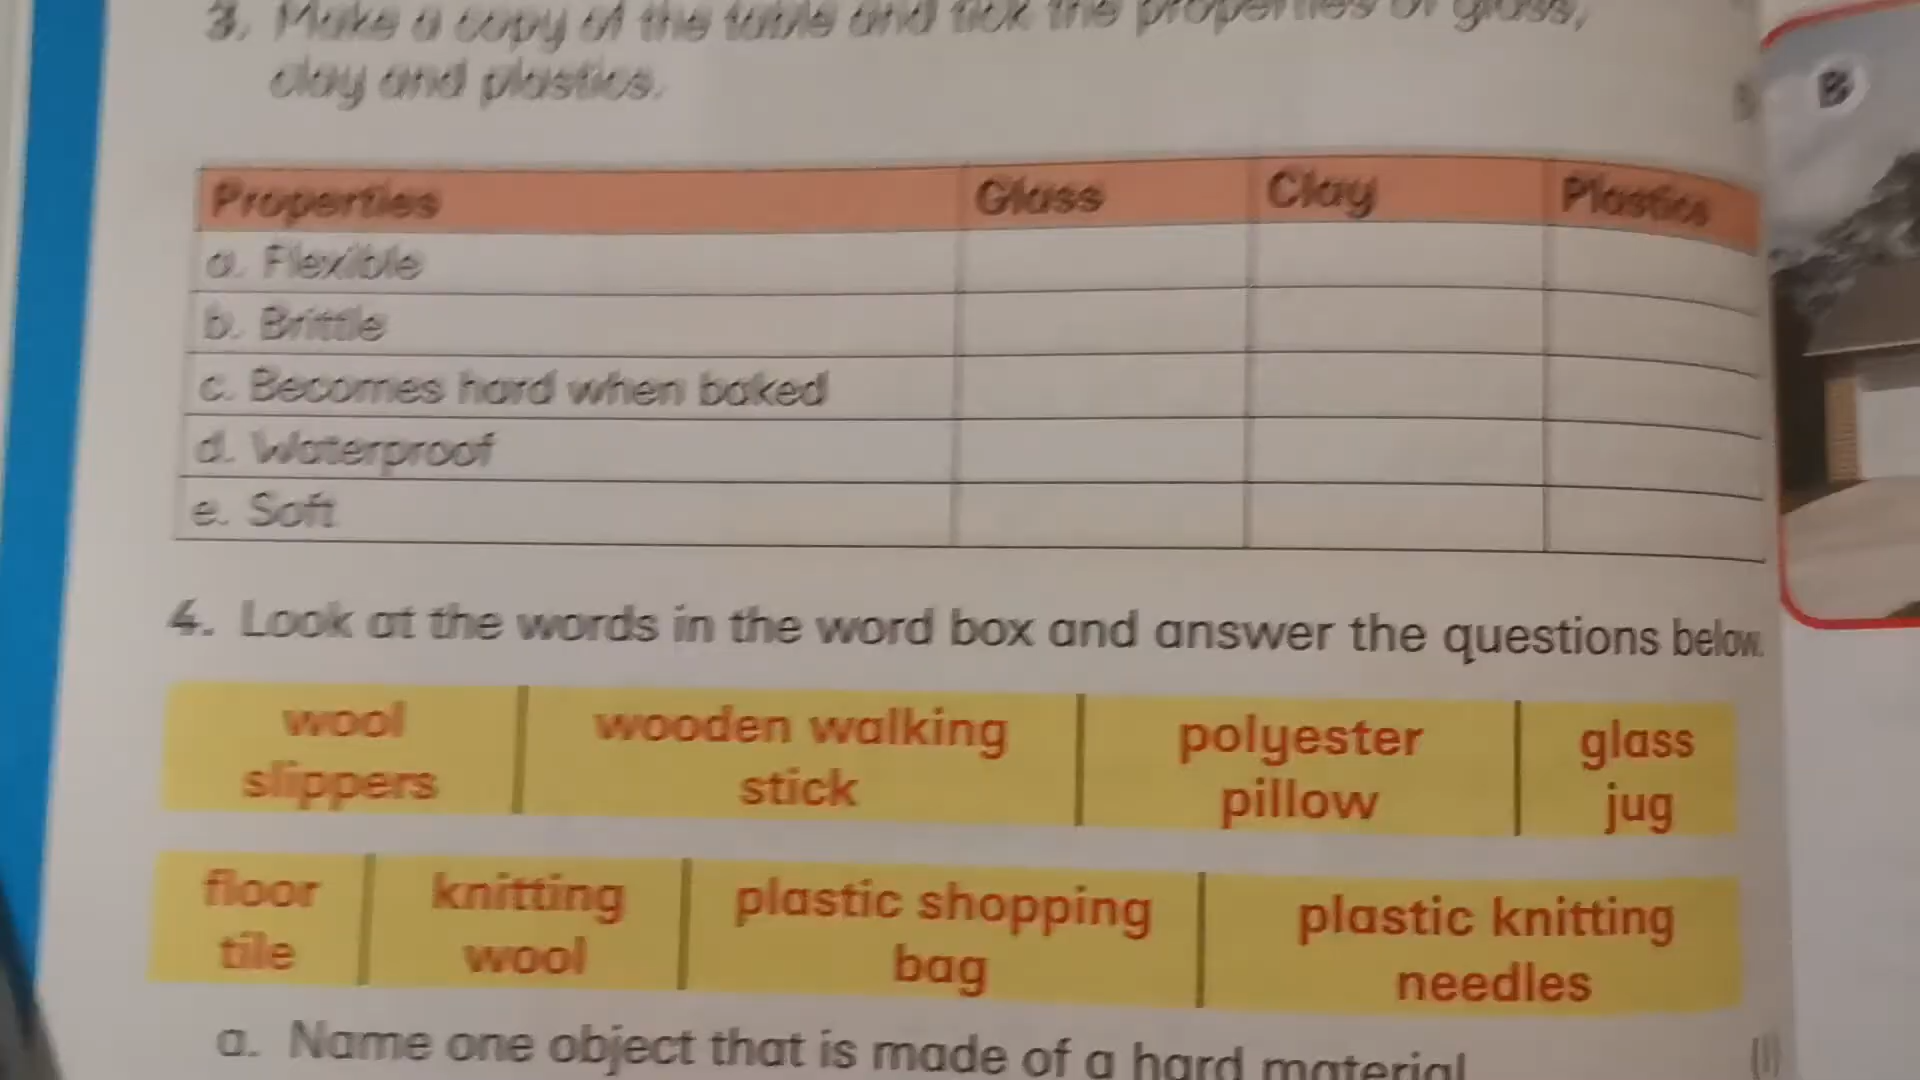 3. Make a copy of the table and tick the properties of glass,
clay and plastics.
Properties Glass Clay Plastics
a. Flexible
b. Brittle
c. Becomes hard when baked
d. Waterproof
e. Soft
4. Look at the words in the word box and answer the questions below.
wool wooden walking polyester glass
slippers stick pillow jug
floor knitting plastic shopping plastic knitting
tile wool bag needles
a. Name one object that is made of a hard material
B